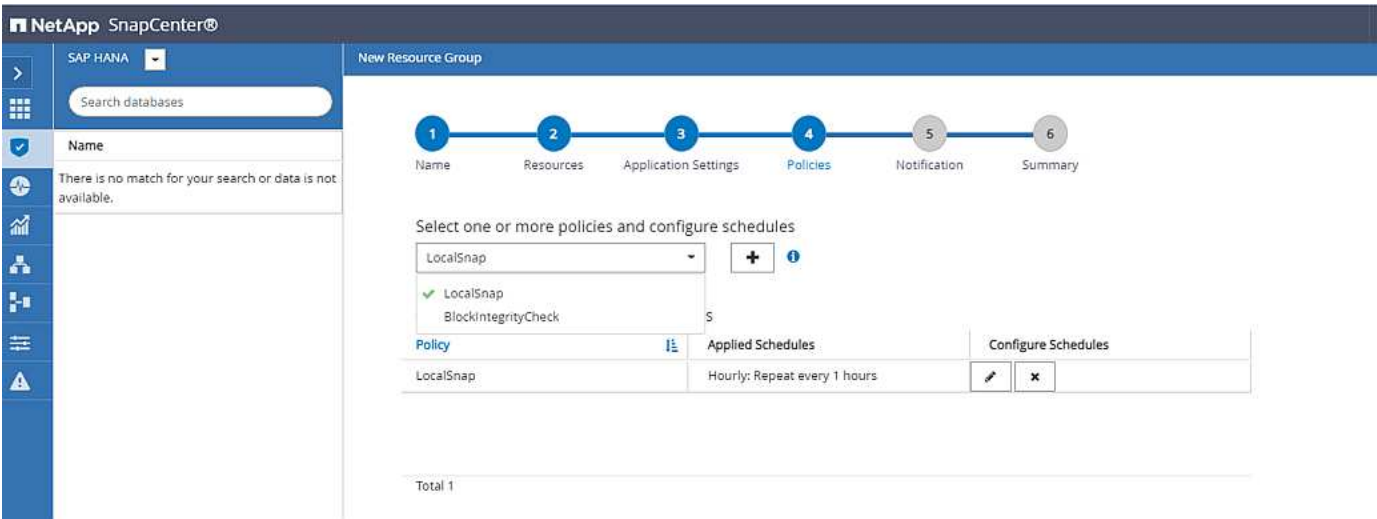 NetApp SnapCenter®
SAP HANA
Search databases
Name
There is no match for your search or data is not
available.
New Resource Group
1 2 3 4 5 6
Name Resources Application Settings Policies Notification Summary
Select one or more policies and configure schedules
LocalSnap
LocalSnap
BlockIntegrityCheck
s
Policy Applied Schedules Configure Schedules
LocalSnap Hourly: Repeat every 1 hours
Total 1